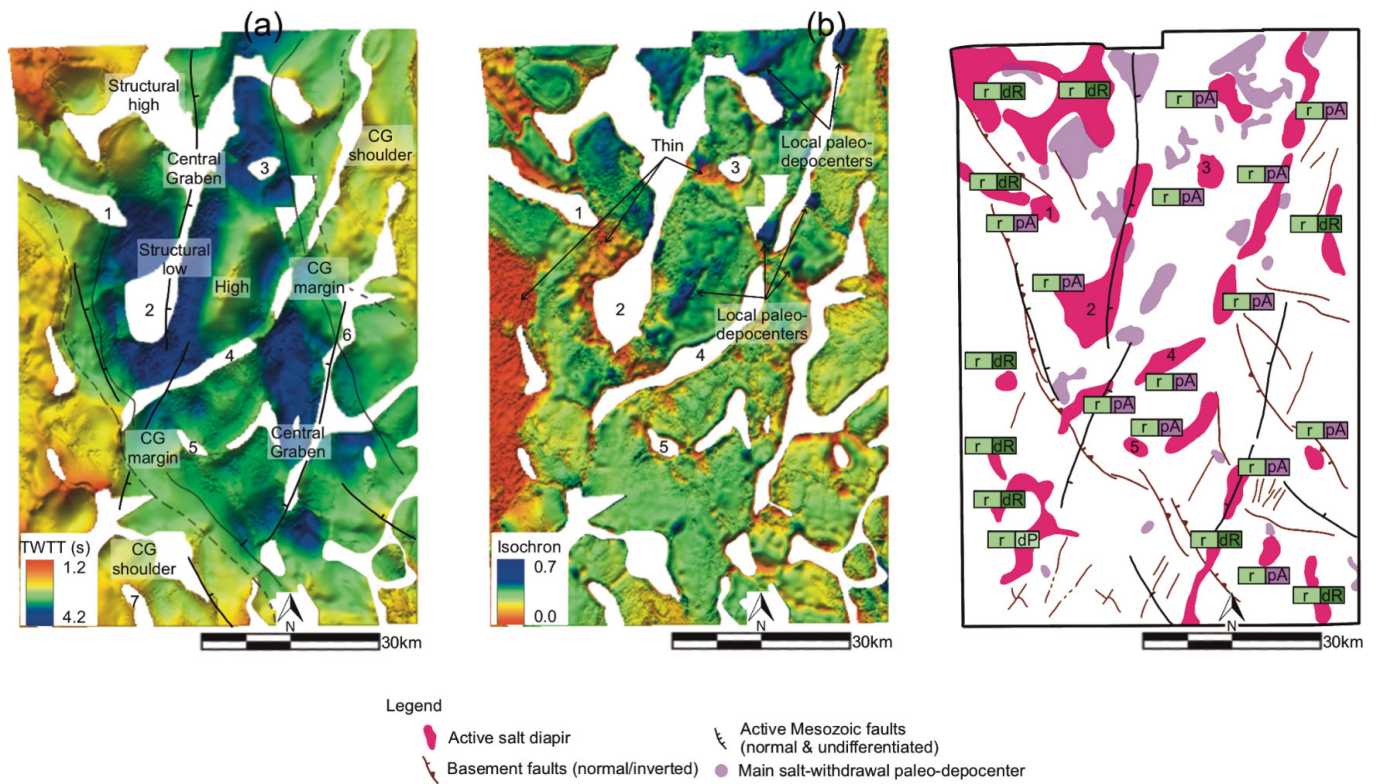 (a)
(b)
Structural
high
Central
Graben
CG
shoulder
3
1
Structural
low
High
CG
margin
2
6
4
CG
margin
5
Central
Graben
TWTT (s)
1.2
4.2
CG
shoulder
7
N
30km
Thin
3
Local paleo-
depocenters
1
2
Local paleo-
depocenters
4
5
Isochron
0.7
0.0
N
30km
r dR
r dR
r pA
r pA
3
r pA
r dR
r pA
1
r pA
r dR
r pA
2
r pA
4
r dR
r pA
r pA
r pA
5
r pA
r dR
r pA
r dR
r dP
r dR
r pA
r dR
N
30km
Legend
Active salt diapir
Basement faults (normal/inverted)
Active Mesozoic faults
(normal & undifferentiated)
Main salt-withdrawal paleo-depocenter